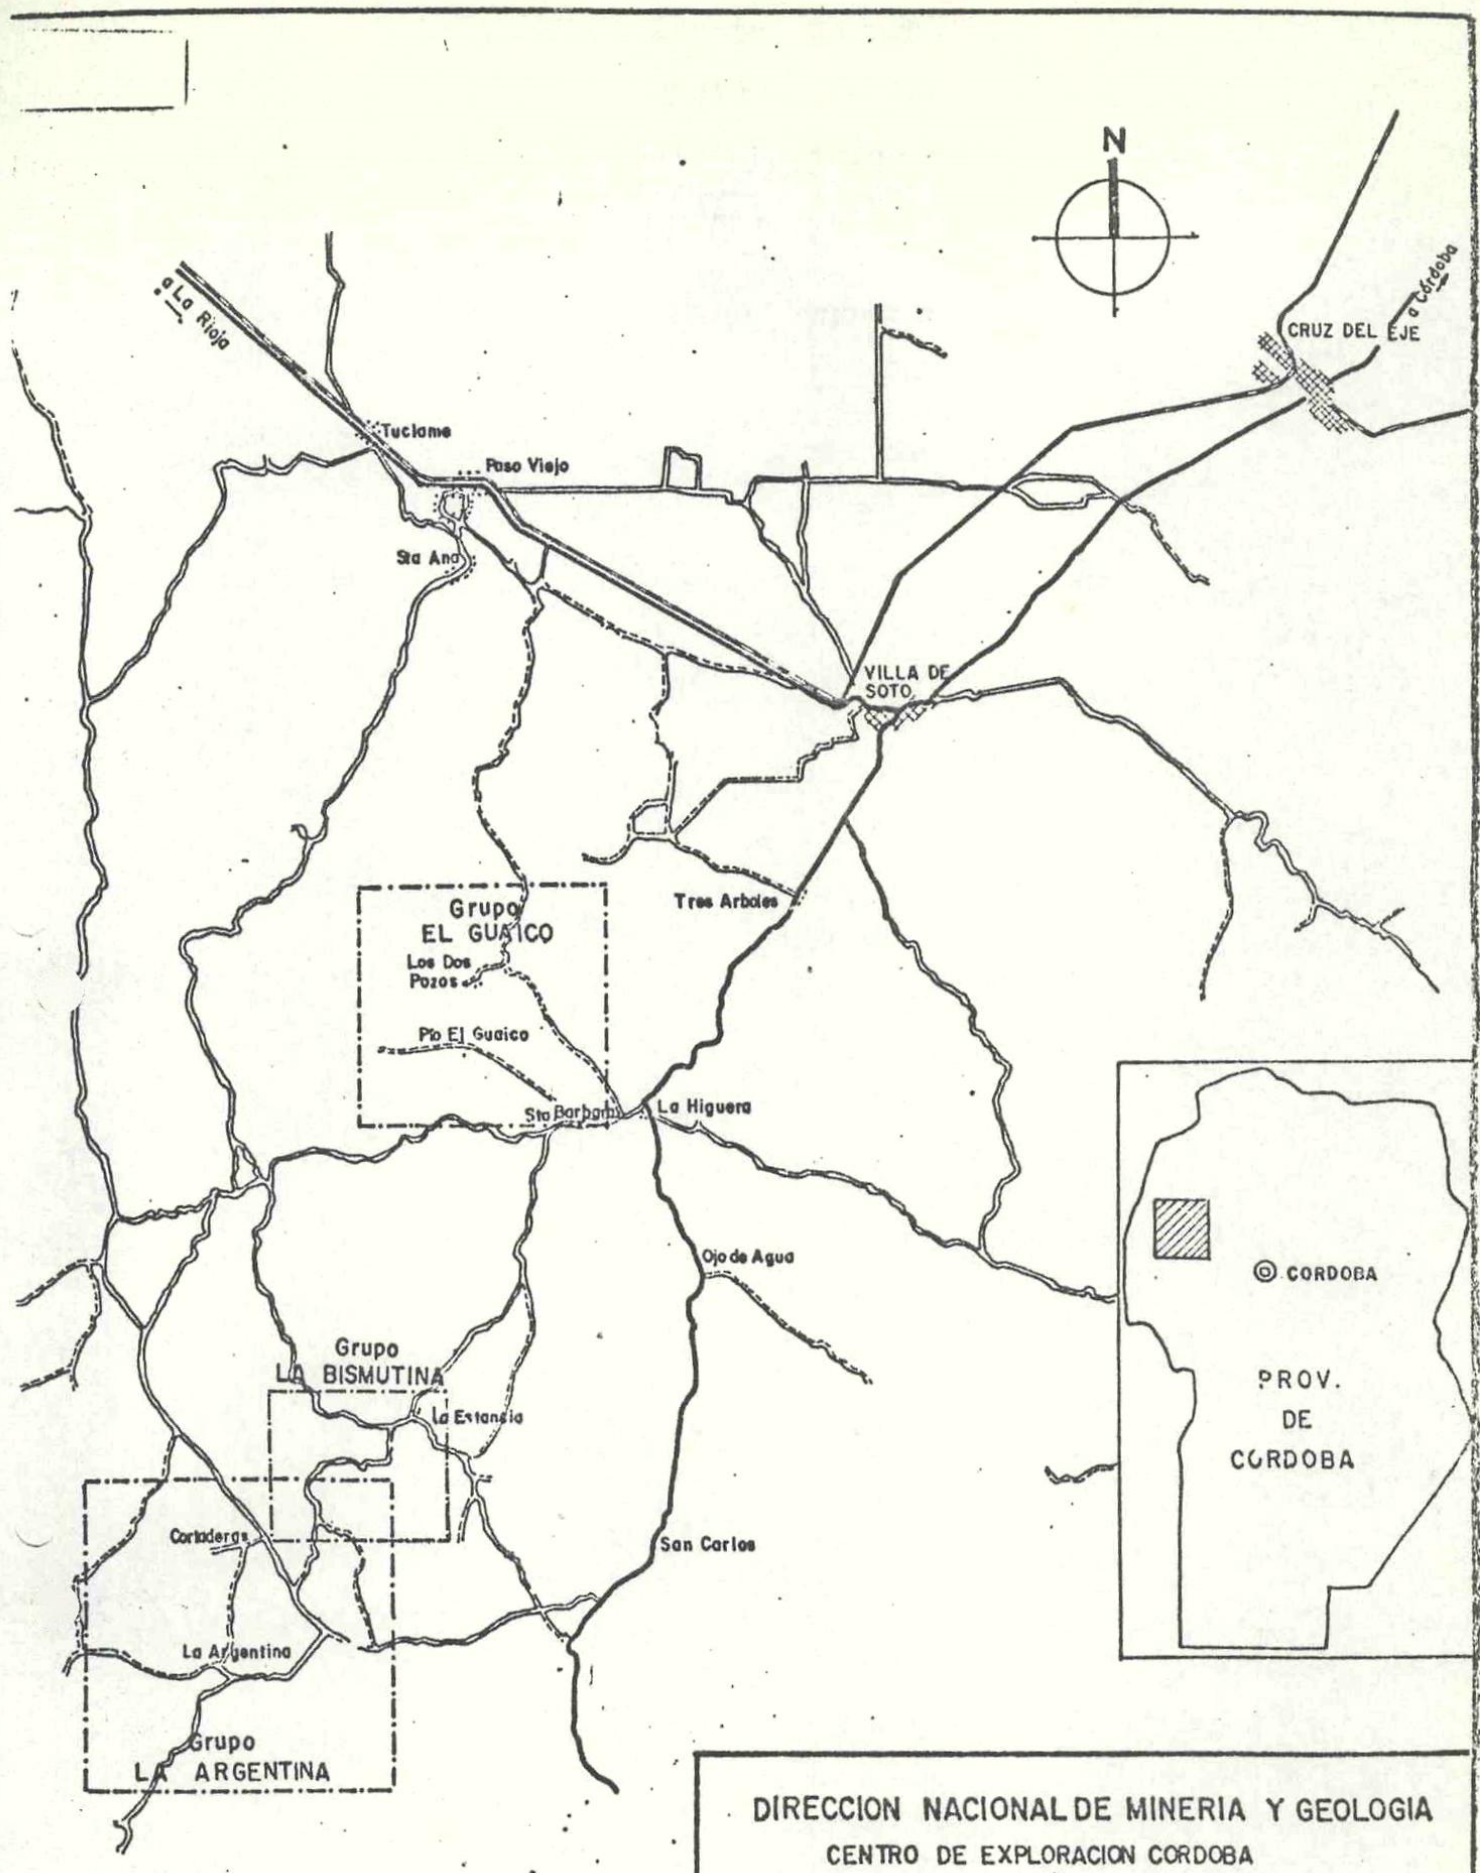 N
a La Rioja
a Córdoba
CRUZ DEL EJE
Tuclame
Paso Viejo
Sta Ana
VILLA DE
SOTO
Tres Arboles
Grupo
EL GUAICO
Los Dos
Pozos
Pio El Guaico
Sta Barbara
La Higuera
Ojo de Agua
CORDOBA
Grupo
LA BISMUTINA
La Estancia
PROV.
DE
CORDOBA
Cortaderas
San Carlos
La Argentina
Grupo
LA ARGENTINA
DIRECCION NACIONAL DE MINERIA Y GEOLOGIA
CENTRO DE EXPLORACION CORDOBA